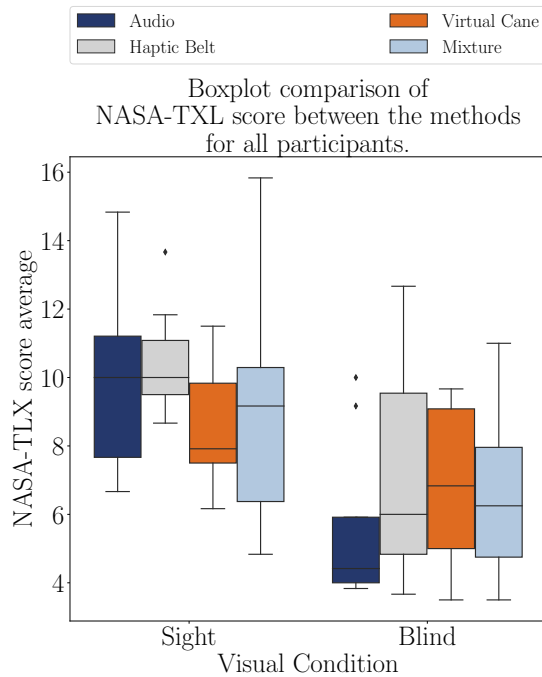 Audio
Haptic Belt
Virtual Cane
Mixture
Boxplot comparison of
NASA-TXL score between the methods
for all participants.
NASA-TLX score average
16
14
12
10
8
6
4
Sight
Blind
Visual Condition